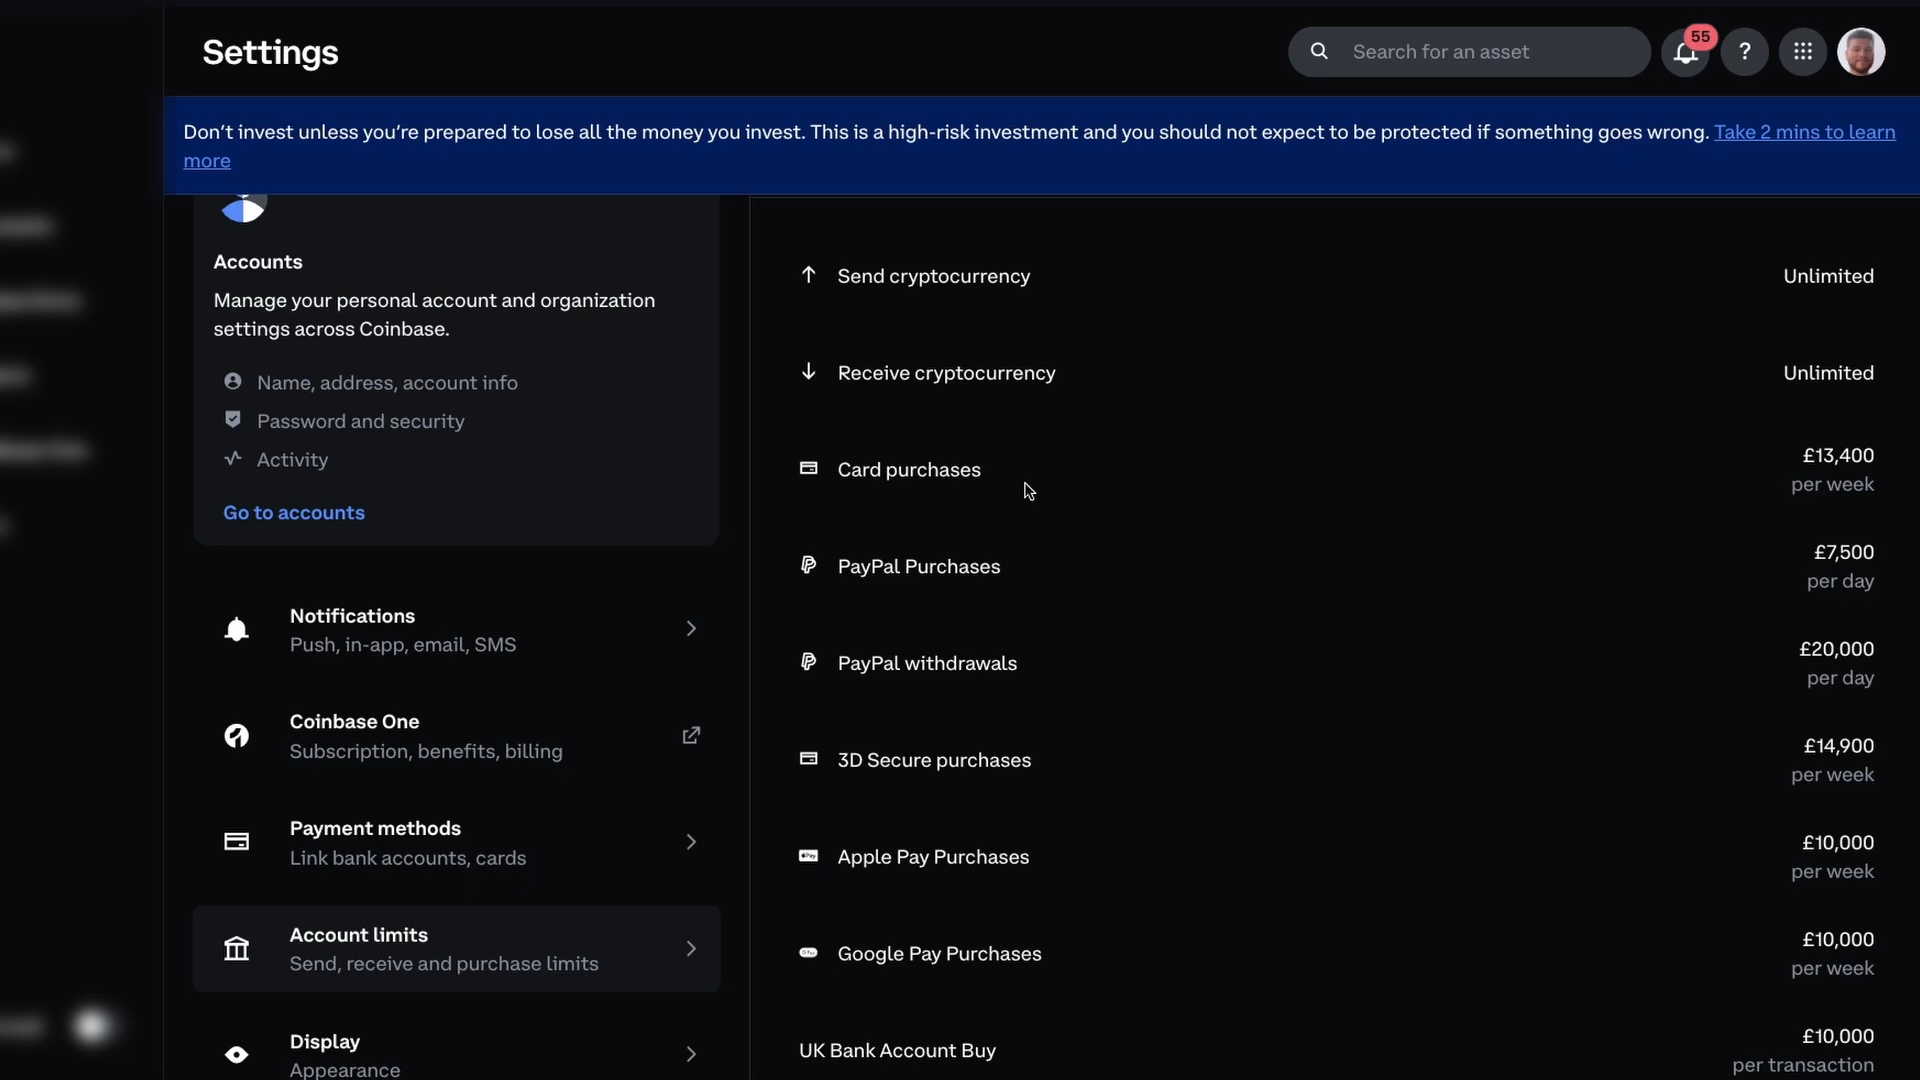 Settings
Search for an asset
55
?
Don’t invest unless you’re prepared to lose all the money you invest. This is a high-risk investment and you should not expect to be protected if something goes wrong. Take 2 mins to learn
more
Accounts
Manage your personal account and organization
settings across Coinbase.
Name, address, account info
Password and security
Activity
Go to accounts
Notifications
Push, in-app, email, SMS
Coinbase One
Subscription, benefits, billing
Payment methods
Link bank accounts, cards
Account limits
Send, receive and purchase limits
Display
Appearance
Send cryptocurrency
Unlimited
Receive cryptocurrency
Unlimited
Card purchases
£13,400
per week
PayPal Purchases
£7,500
per day
PayPal withdrawals
£20,000
per day
3D Secure purchases
£14,900
per week
Apple Pay Purchases
£10,000
per week
Google Pay Purchases
£10,000
per week
UK Bank Account Buy
£10,000
per transaction